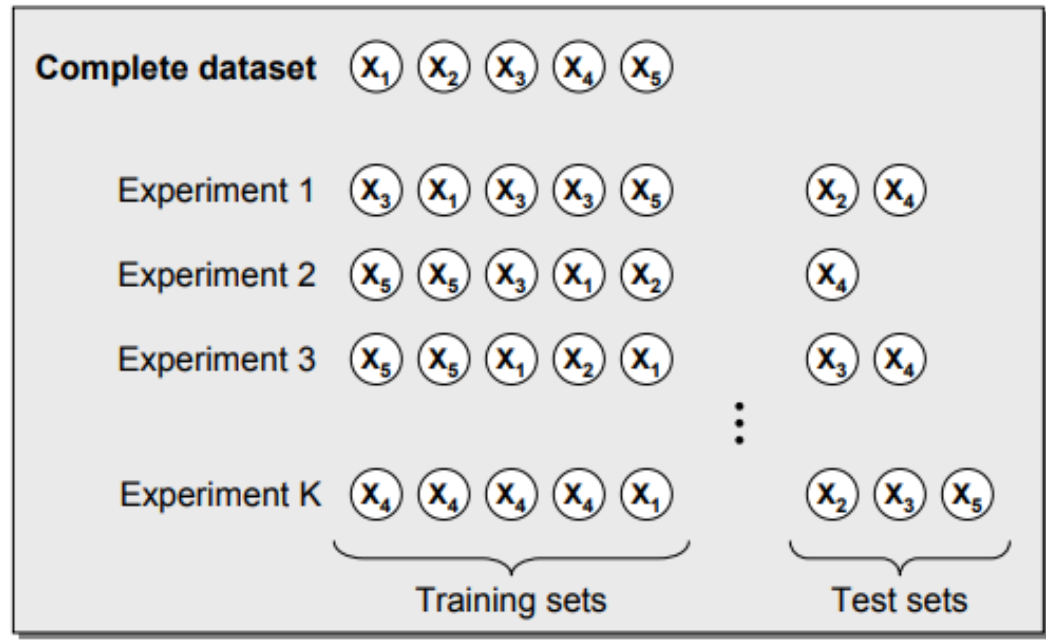 Complete dataset X1 X2 X3 X4 X5
Experiment 1 X3 X1 X3 X3 X5 X2 X4
Experiment 2 X5 X5 X3 X1 X2 X4
Experiment 3 X5 X5 X1 X2 X1 X3 X4
Experiment K X4 X4 X4 X4 X1 X2 X3 X5
Training sets Test sets